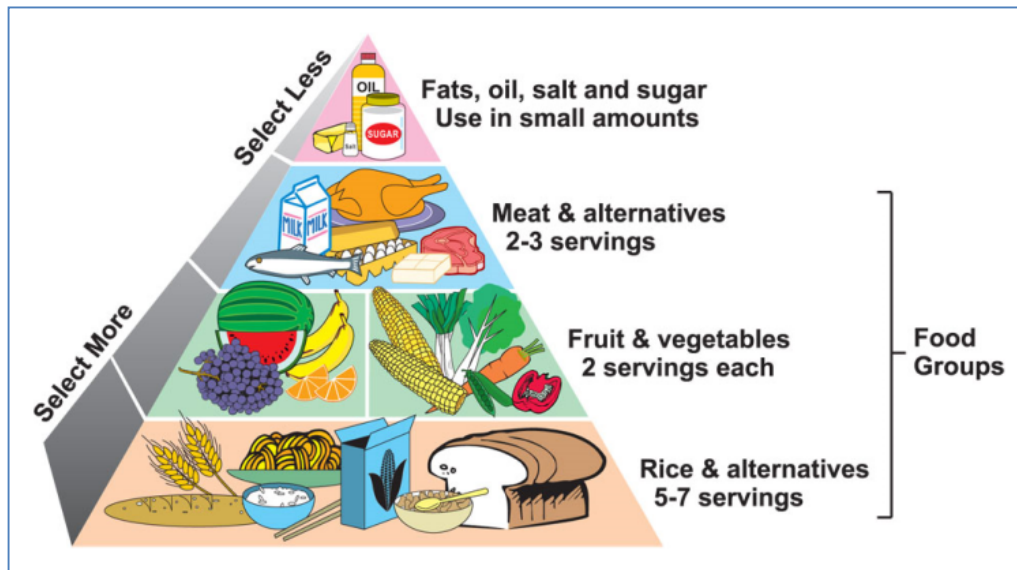 Select Less
Select More
OIL
SUGAR
Salt
Fats, oil, salt and sugar
Use in small amounts
MILK
MILK
Meat & alternatives
2-3 servings
Fruit & vegetables
2 servings each
Rice & alternatives
5-7 servings
Food
Groups